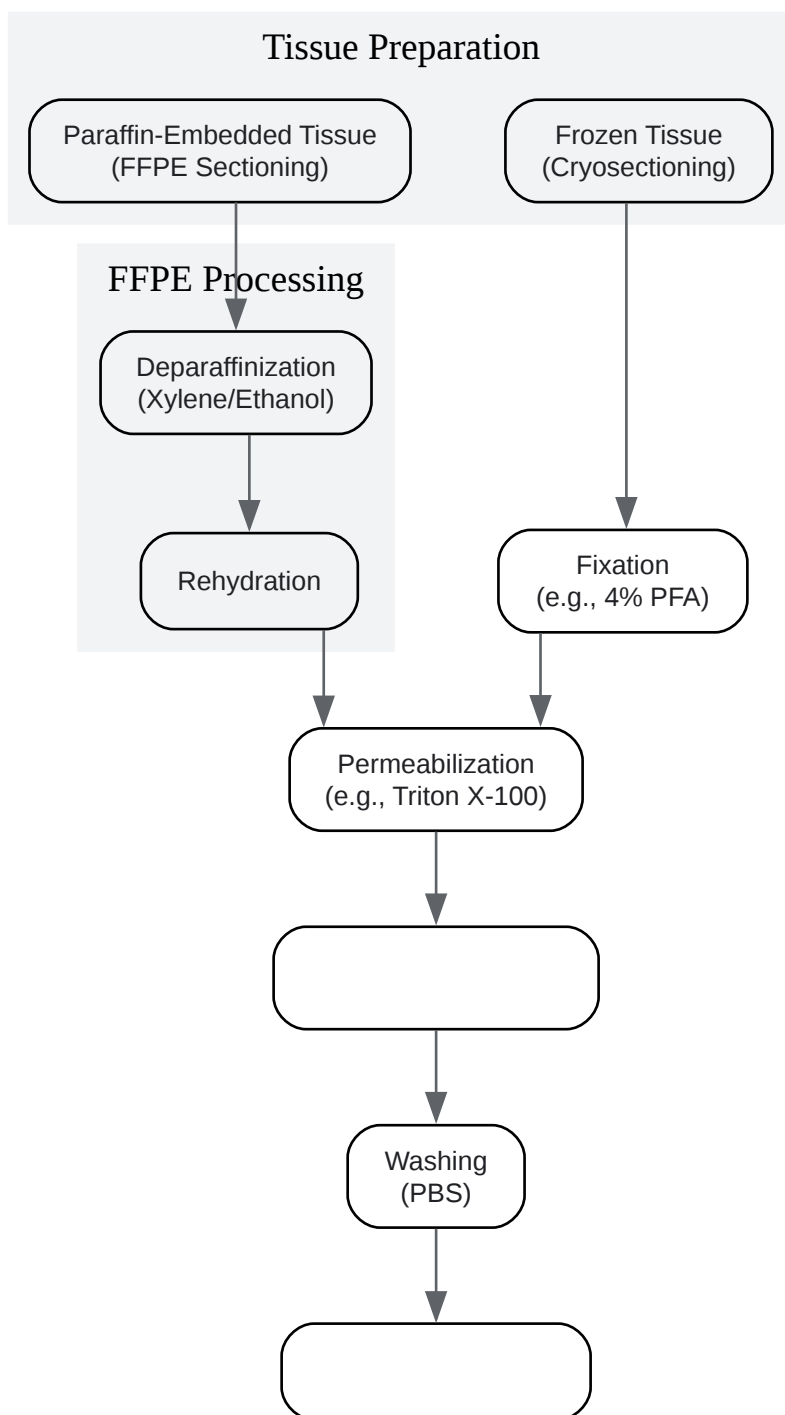 Tissue Preparation
Paraffin-Embedded Tissue
(FFPE Sectioning)
Frozen Tissue
(Cryosectioning)
FFPE Processing
Deparaffinization
(Xylene/Ethanol)
Rehydration
Fixation
(e.g., 4% PFA)
Permeabilization
(e.g., Triton X-100)
Washing
(PBS)